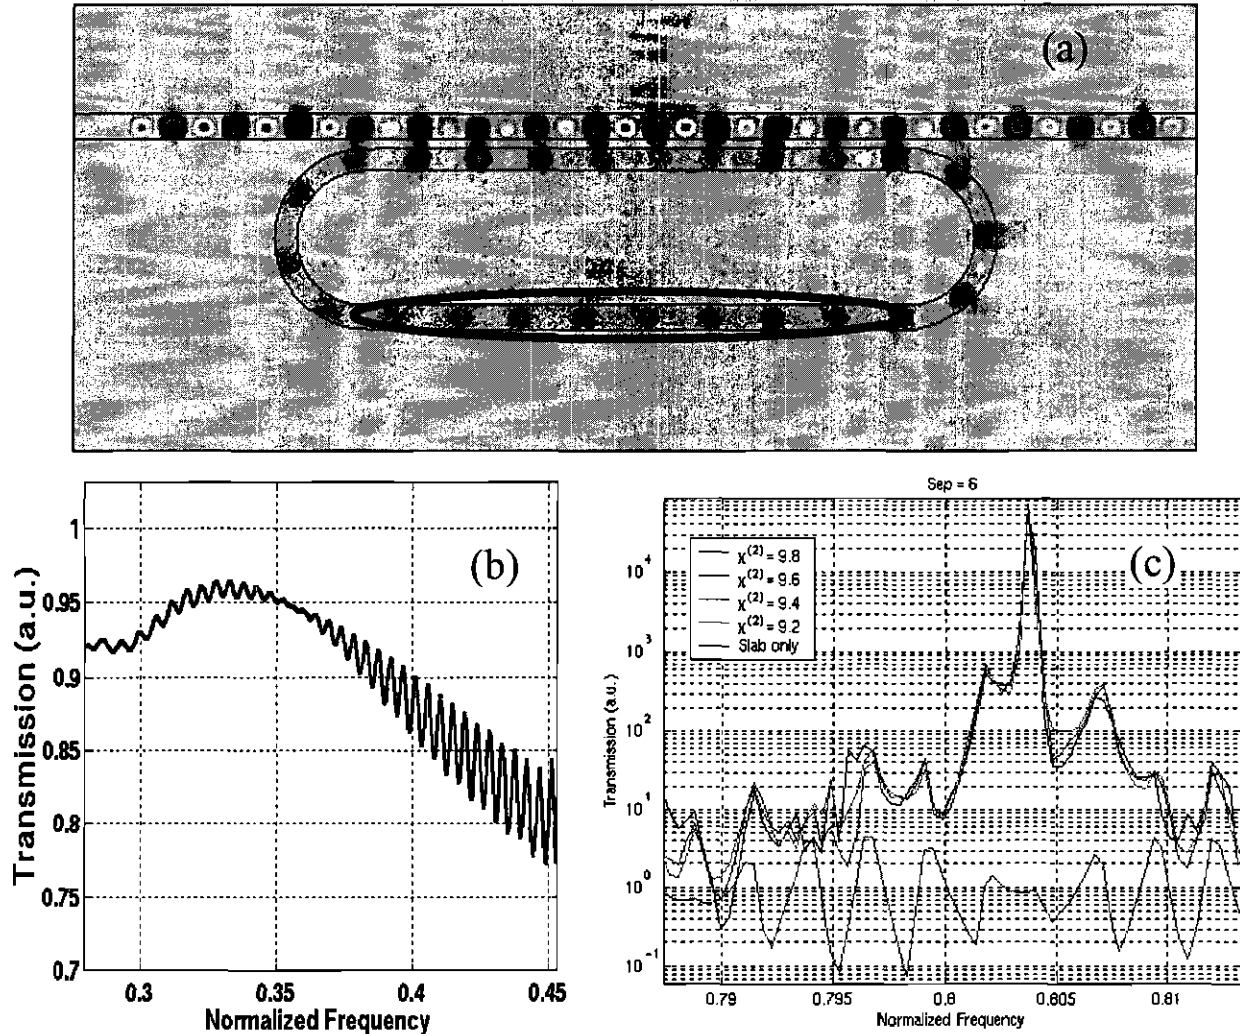 (a)
(b)
Transmission (a.u.)
1
0.95
0.9
0.85
0.8
0.75
0.7
0.3
0.35
0.4
0.45
Normalized Frequency
Sep = 6
(c)
χ(2) = 9.8
χ(2) = 9.6
χ(2) = 9.4
χ(2) = 9.2
Slab only
Transmission (a.u.)
10^4
10^3
10^2
10^1
10^0
10^-1
0.79
0.795
0.8
0.605
0.81
Normalized Frequency